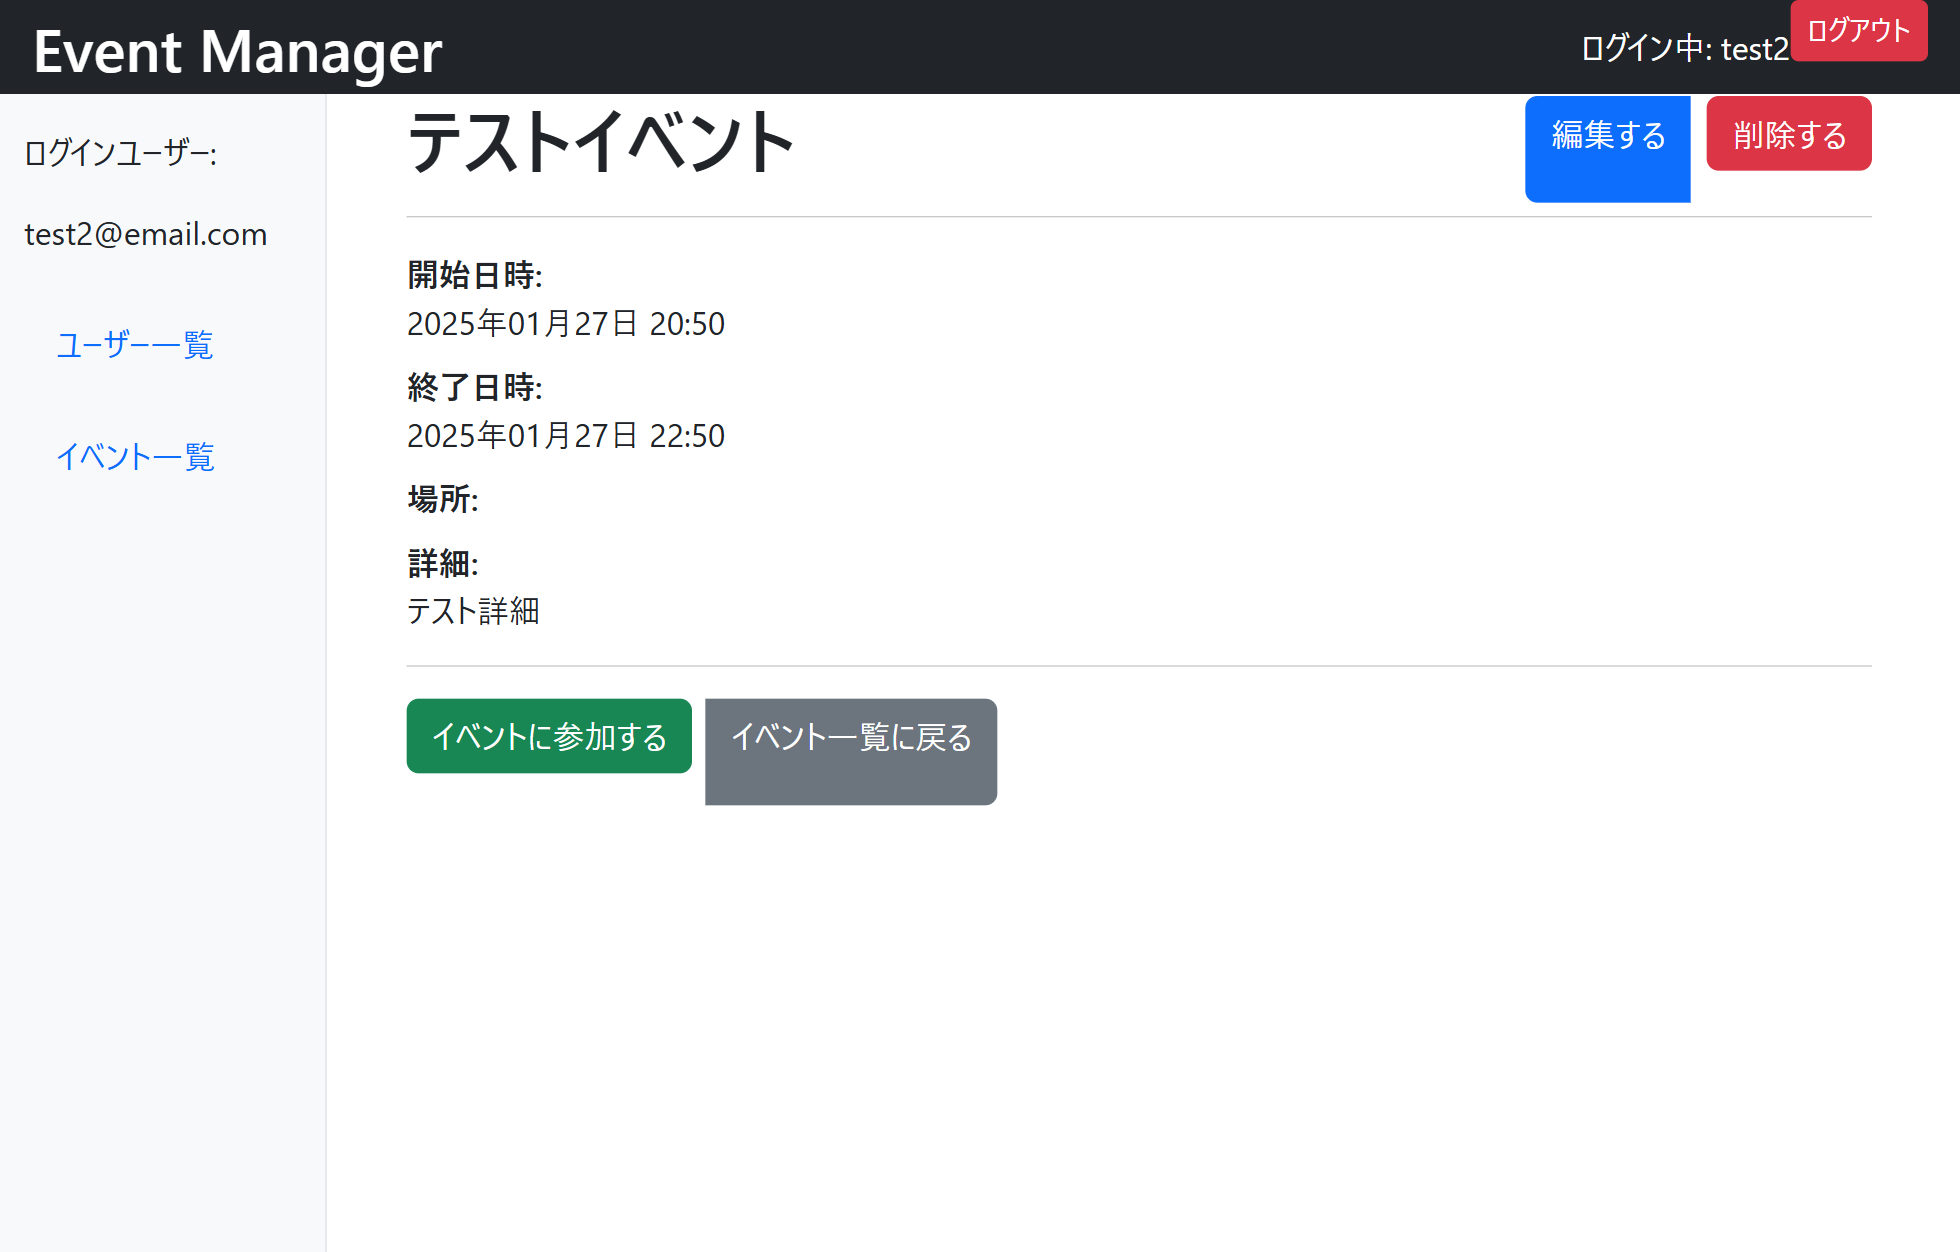 Event Manager
ログイン中: test2
ログアウト
ログインユーザー:
test2@email.com
ユーザー一覧
イベント一覧
テストイベント
編集する
削除する
開始日時:
2025年01月27日 20:50
終了日時:
2025年01月27日 22:50
場所:
詳細:
テスト詳細
イベントに参加する
イベント一覧に戻る